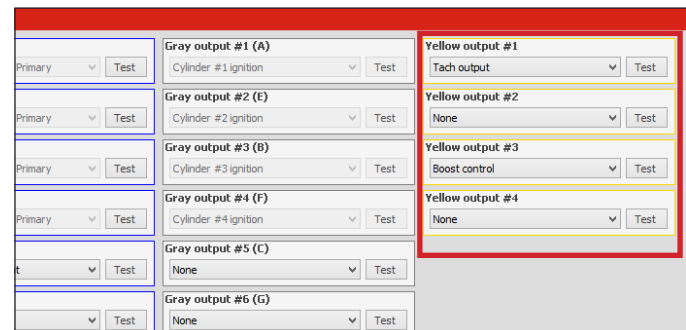 Gray output #1 (A)
Yellow output #1
Primary Test
Cylinder #1 ignition Test
Tach output Test
Gray output #2 (E)
Yellow output #2
Primary Test
Cylinder #2 ignition Test
None Test
Gray output #3 (B)
Yellow output #3
Primary Test
Cylinder #3 ignition Test
Boost control Test
Gray output #4 (F)
Yellow output #4
Primary Test
Cylinder #4 ignition Test
None Test
Gray output #5 (C)
t Test
None Test
Gray output #6 (G)
Test
None Test